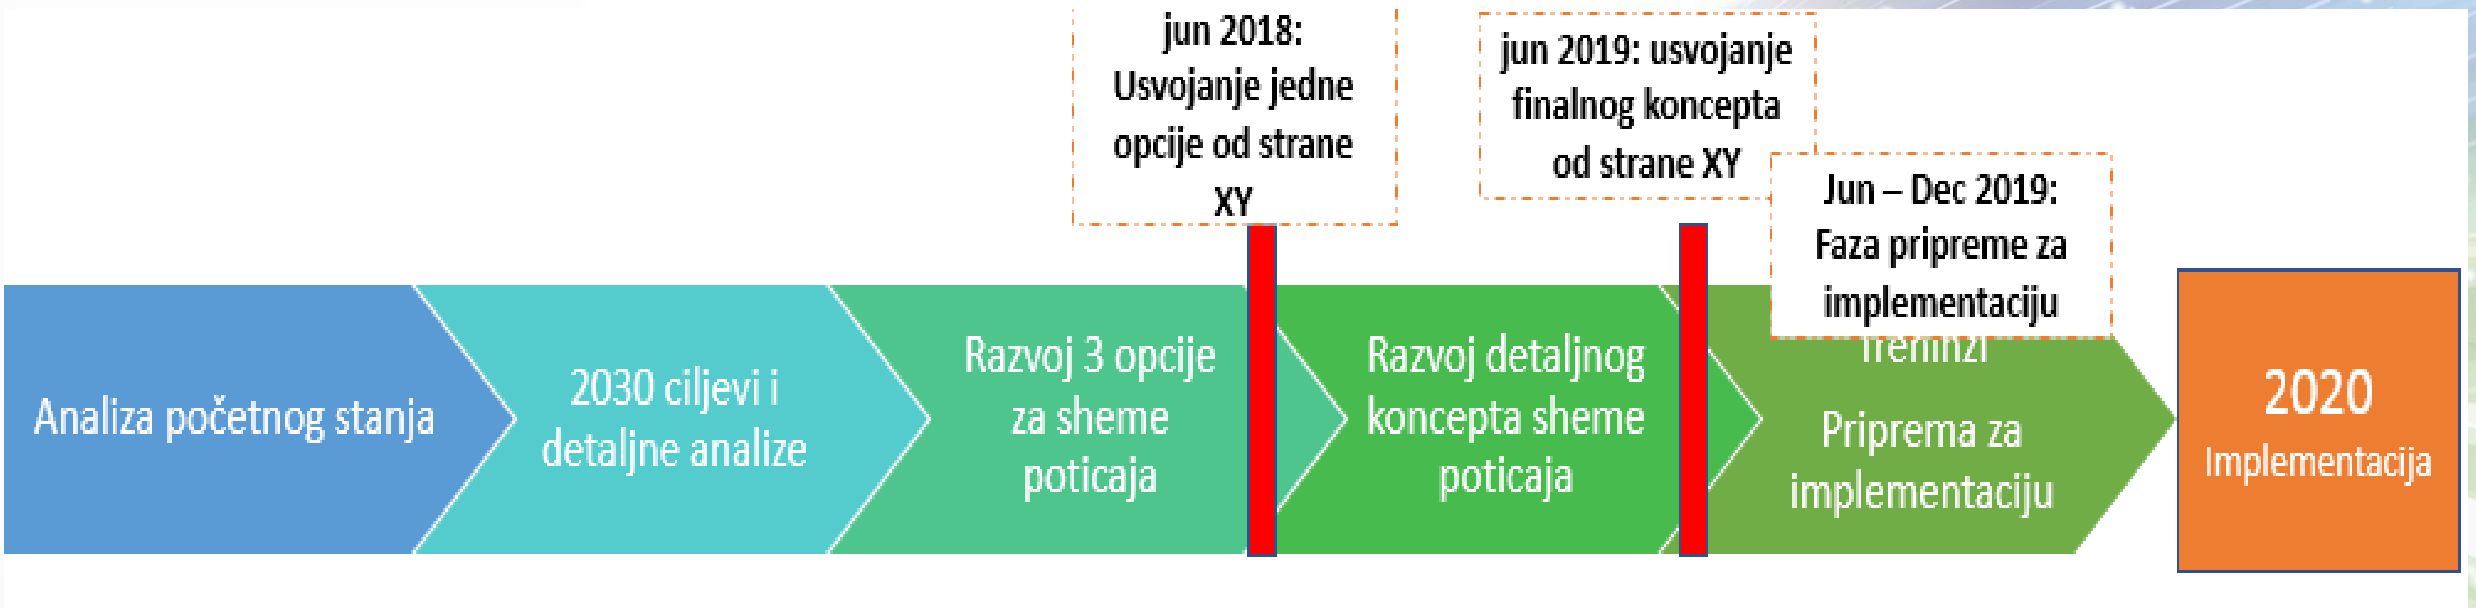 jun 2018:
Usvojanje jedne
opcije od strane
XY
jun 2019: usvojanje
finalnog koncepta
od strane XY
Jun – Dec 2019:
Faza pripreme za
implementaciju
Analiza početnog stanja
2030 ciljevi i
detaljne analize
Razvoj 3 opcije
za sheme
poticaja
Razvoj detaljnog
koncepta sheme
poticaja
Treninzi
Priprema za
implementaciju
2020
Implementacija